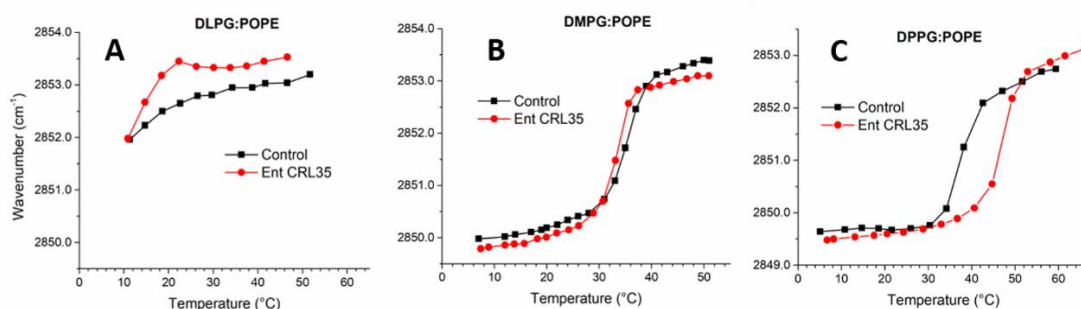 A
DLPG:POPE
2854.0
2853.0
2852.0
2851.0
2850.0
Wavenumber (cm⁻¹)
Control
Ent CRL35
0 10 20 30 40 50 60
Temperature (°C)
B
DMPG:POPE
2854.0
2853.0
2852.0
2851.0
2850.0
Control
Ent CRL35
0 10 20 30 40 50
Temperature (°C)
C
DPPG:POPE
2853.0
2852.0
2851.0
2850.0
2849.0
Control
Ent CRL35
0 10 20 30 40 50 60
Temperature (°C)